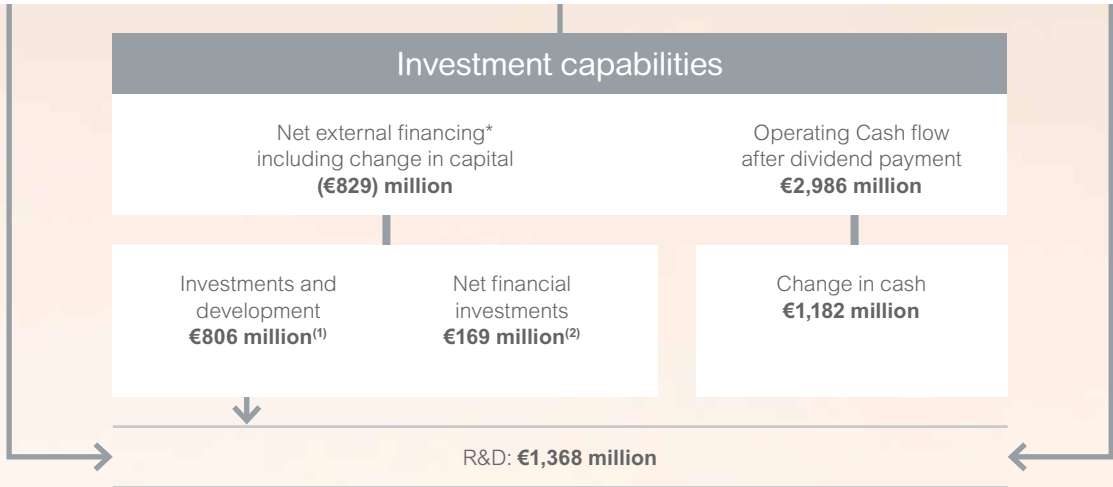 Investment capabilities
Net external financing*
including change in capital
(€829) million
Operating Cash flow
after dividend payment
€2,986 million
Investments and
development
€806 million(1)
Net financial
investments
€169 million(2)
Change in cash
€1,182 million
R&D: €1,368 million